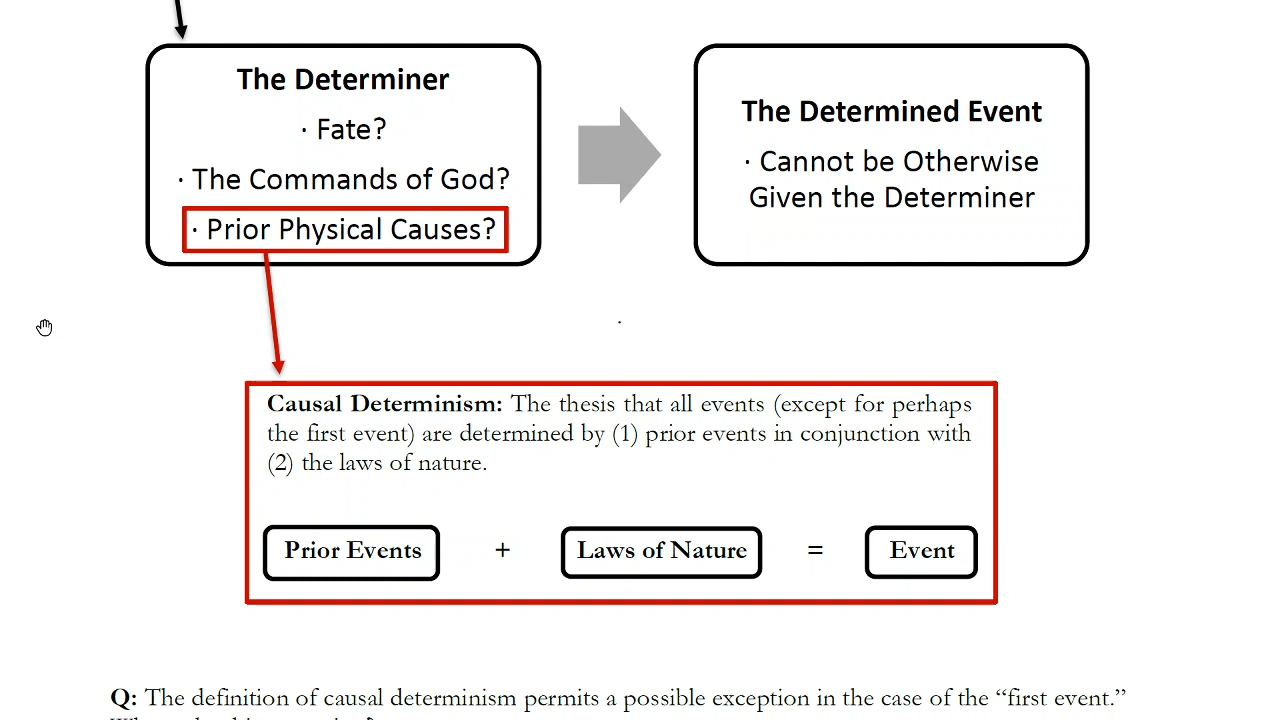 The Determiner
· Fate?
· The Commands of God?
· Prior Physical Causes?
The Determined Event
· Cannot be Otherwise
Given the Determiner
Causal Determinism: The thesis that all events (except for perhaps
the first event) are determined by (1) prior events in conjunction with
(2) the laws of nature.
Prior Events + Laws of Nature = Event
Q: The definition of causal determinism permits a possible exception in the case of the “first event.”